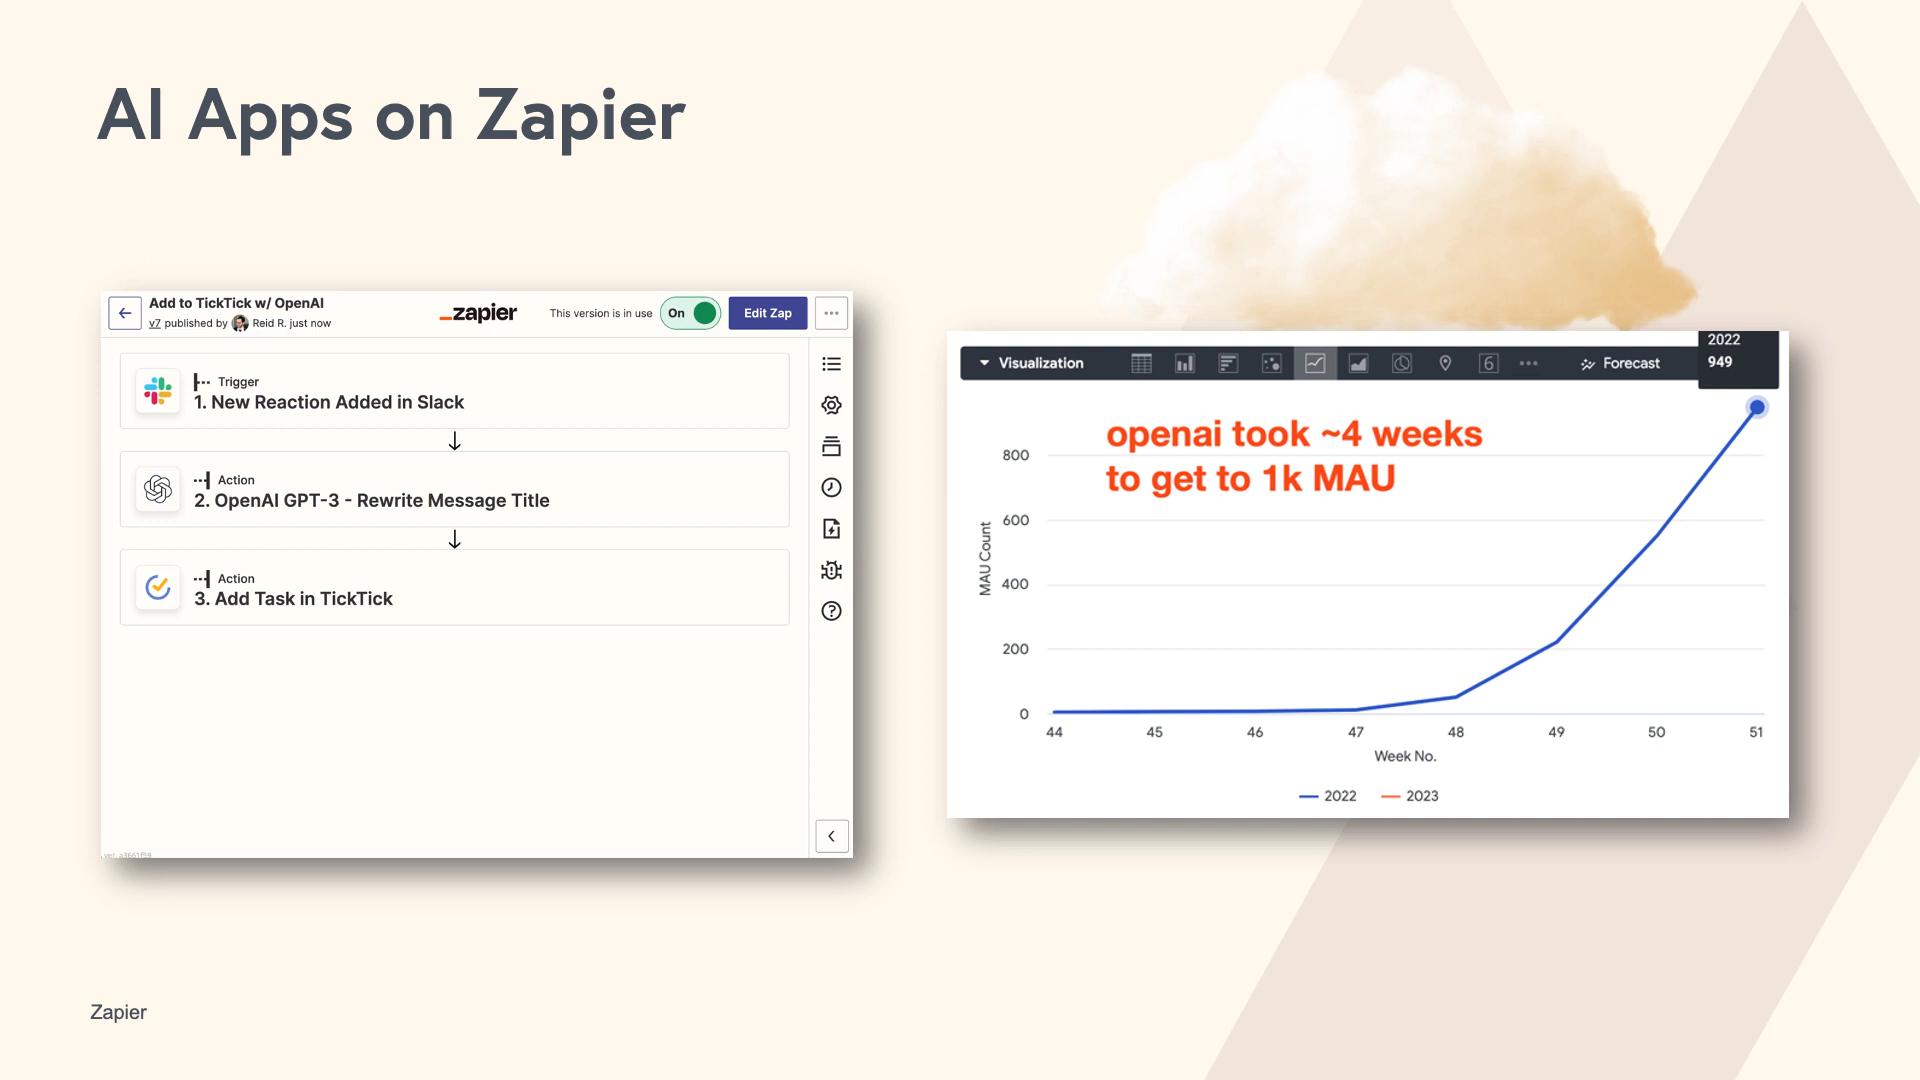 AI Apps on Zapier
Add to TickTick w/ OpenAI
v7 published by Reid R. just now
zapier
This version is in use
On
Edit Zap
Trigger
1. New Reaction Added in Slack
Action
2. OpenAI GPT-3 - Rewrite Message Title
Action
3. Add Task in TickTick
ver. a3661f59
Visualization
6
Forecast
2022
949
openai took ~4 weeks
to get to 1k MAU
MAU Count
800
600
400
200
0
44 45 46 47 48 49 50 51
Week No.
2022 2023
Zapier